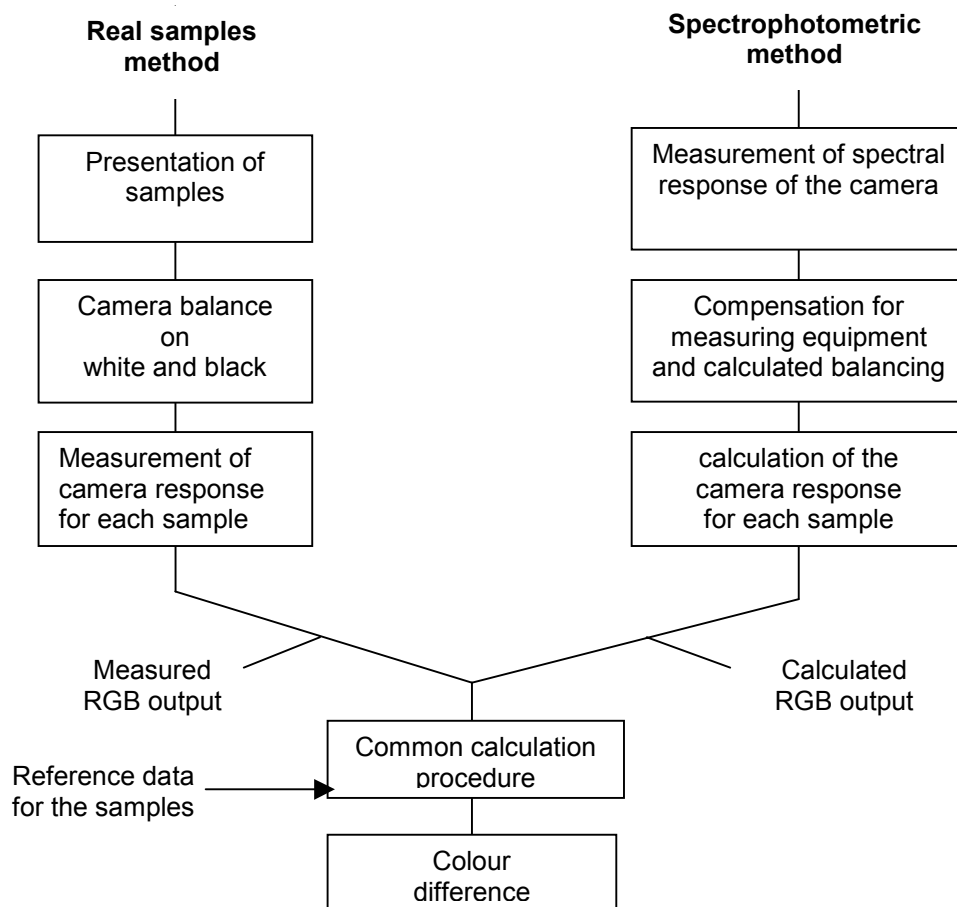 Real samples
method
Presentation of
samples
Camera balance
on
white and black
Measurement of
camera response
for each sample
Measured
RGB output
Spectrophotometric
method
Measurement of spectral
response of the camera
Compensation for
measuring equipment
and calculated balancing
calculation of the
camera response
for each sample
Calculated
RGB output
Reference data
for the samples
Common calculation
procedure
Colour
difference